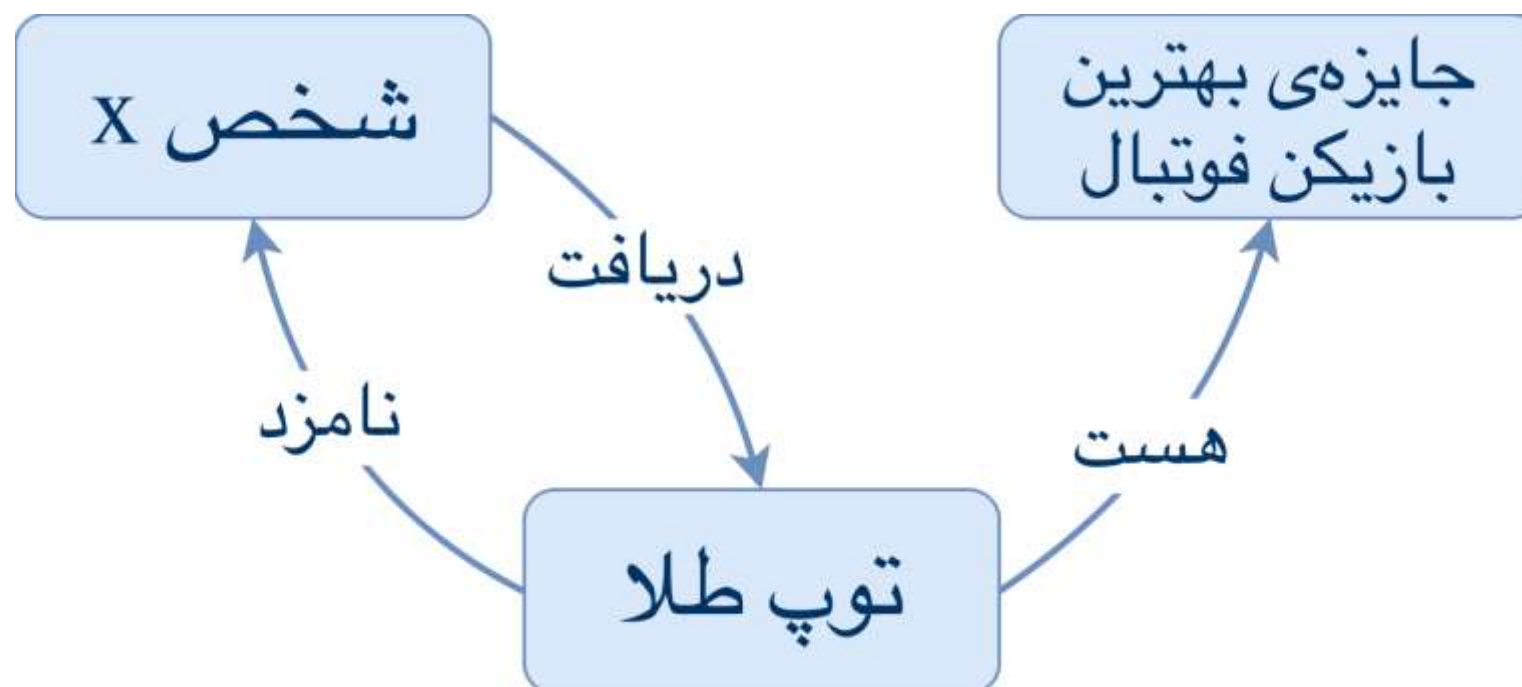 جایزه‌ی بهترین
بازیکن فوتبال
شخص x
دریافت
نامزد
هست
توپ طلا